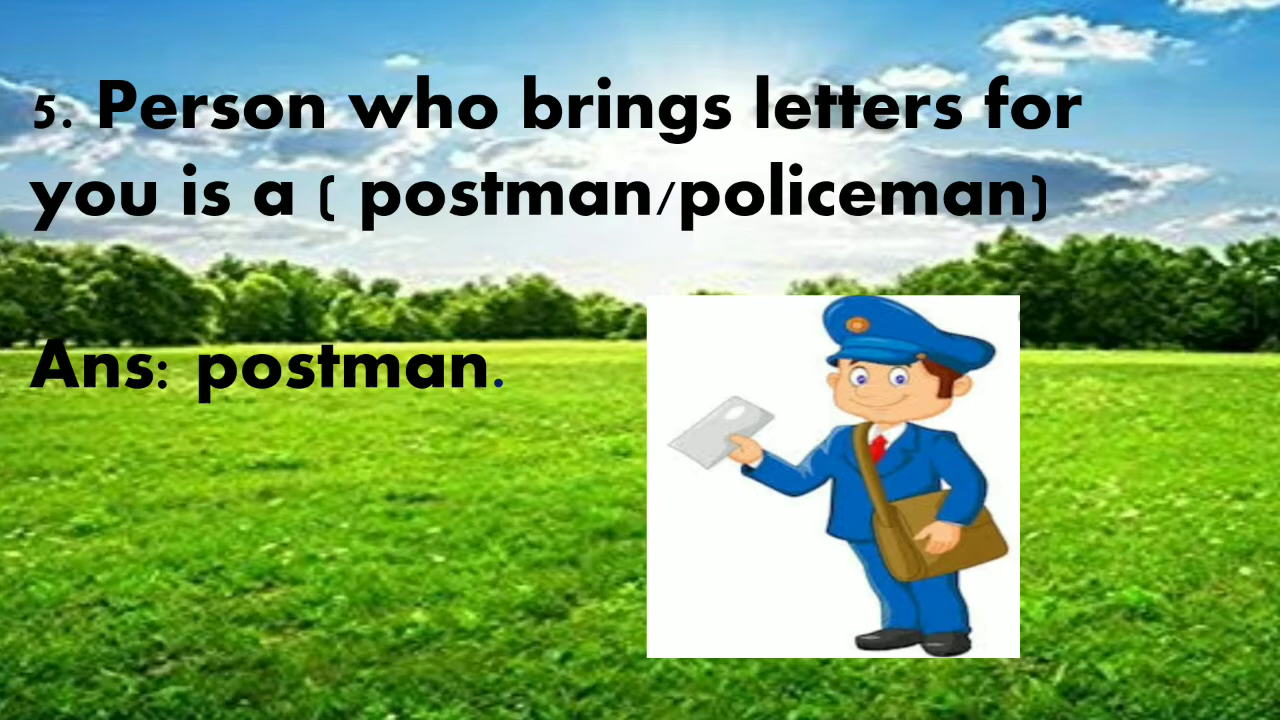 5. Person who brings letters for
you is a ( postman/policeman)
Ans: postman.